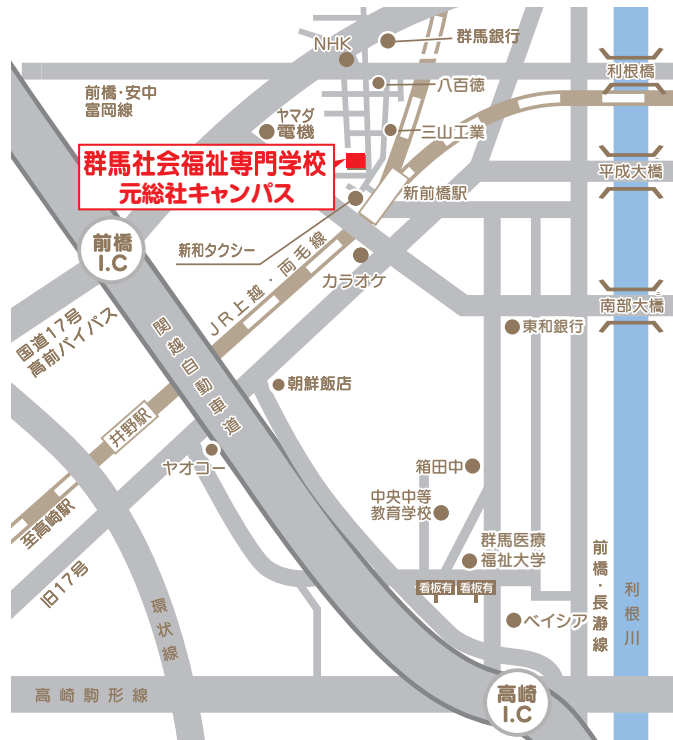 NHK
群馬銀行
利根橋
前橋・安中
富岡線
八百徳
ヤマダ
電機
三山工業
群馬社会福祉専門学校
元総社キャンパス
平成大橋
新前橋駅
前橋
I.C
新和タクシー
カラオケ
JR上越・両毛線
南部大橋
国道17号
高前バイパス
関越自動車道
東和銀行
朝鮮飯店
井野駅
ヤオコー
箱田中
中央中等
教育学校
至高崎駅
群馬医療
福祉大学
前橋・長瀞線
利根川
旧17号
看板有
看板有
環状線
ベイシア
高崎駒形線
高崎
I.C